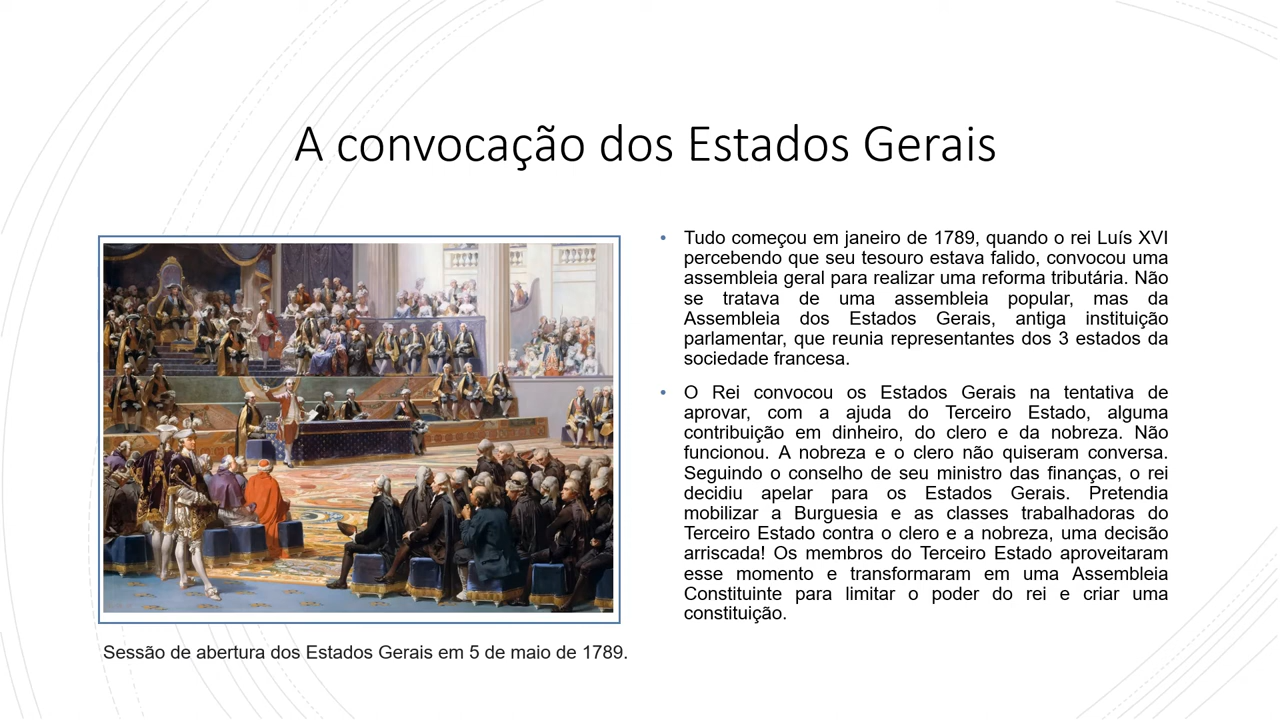 A convocação dos Estados Gerais
Tudo começou em janeiro de 1789, quando o rei Luís XVI
percebendo que seu tesouro estava falido, convocou uma
assembleia geral para realizar uma reforma tributária. Não
se tratava de uma assembleia popular, mas da
Assembleia dos Estados Gerais, antiga instituição
parlamentar, que reunia representantes dos 3 estados da
sociedade francesa.
O Rei convocou os Estados Gerais na tentativa de
aprovar, com a ajuda do Terceiro Estado, alguma
contribuição em dinheiro, do clero e da nobreza. Não
funcionou. A nobreza e o clero não quiseram conversa.
Seguindo o conselho de seu ministro das finanças, o rei
decidiu apelar para os Estados Gerais. Pretendia
mobilizar a Burguesia e as classes trabalhadoras do
Terceiro Estado contra o clero e a nobreza, uma decisão
arriscada! Os membros do Terceiro Estado aproveitaram
esse momento e transformaram em uma Assembleia
Constituinte para limitar o poder do rei e criar uma
constituição.
Sessão de abertura dos Estados Gerais em 5 de maio de 1789.